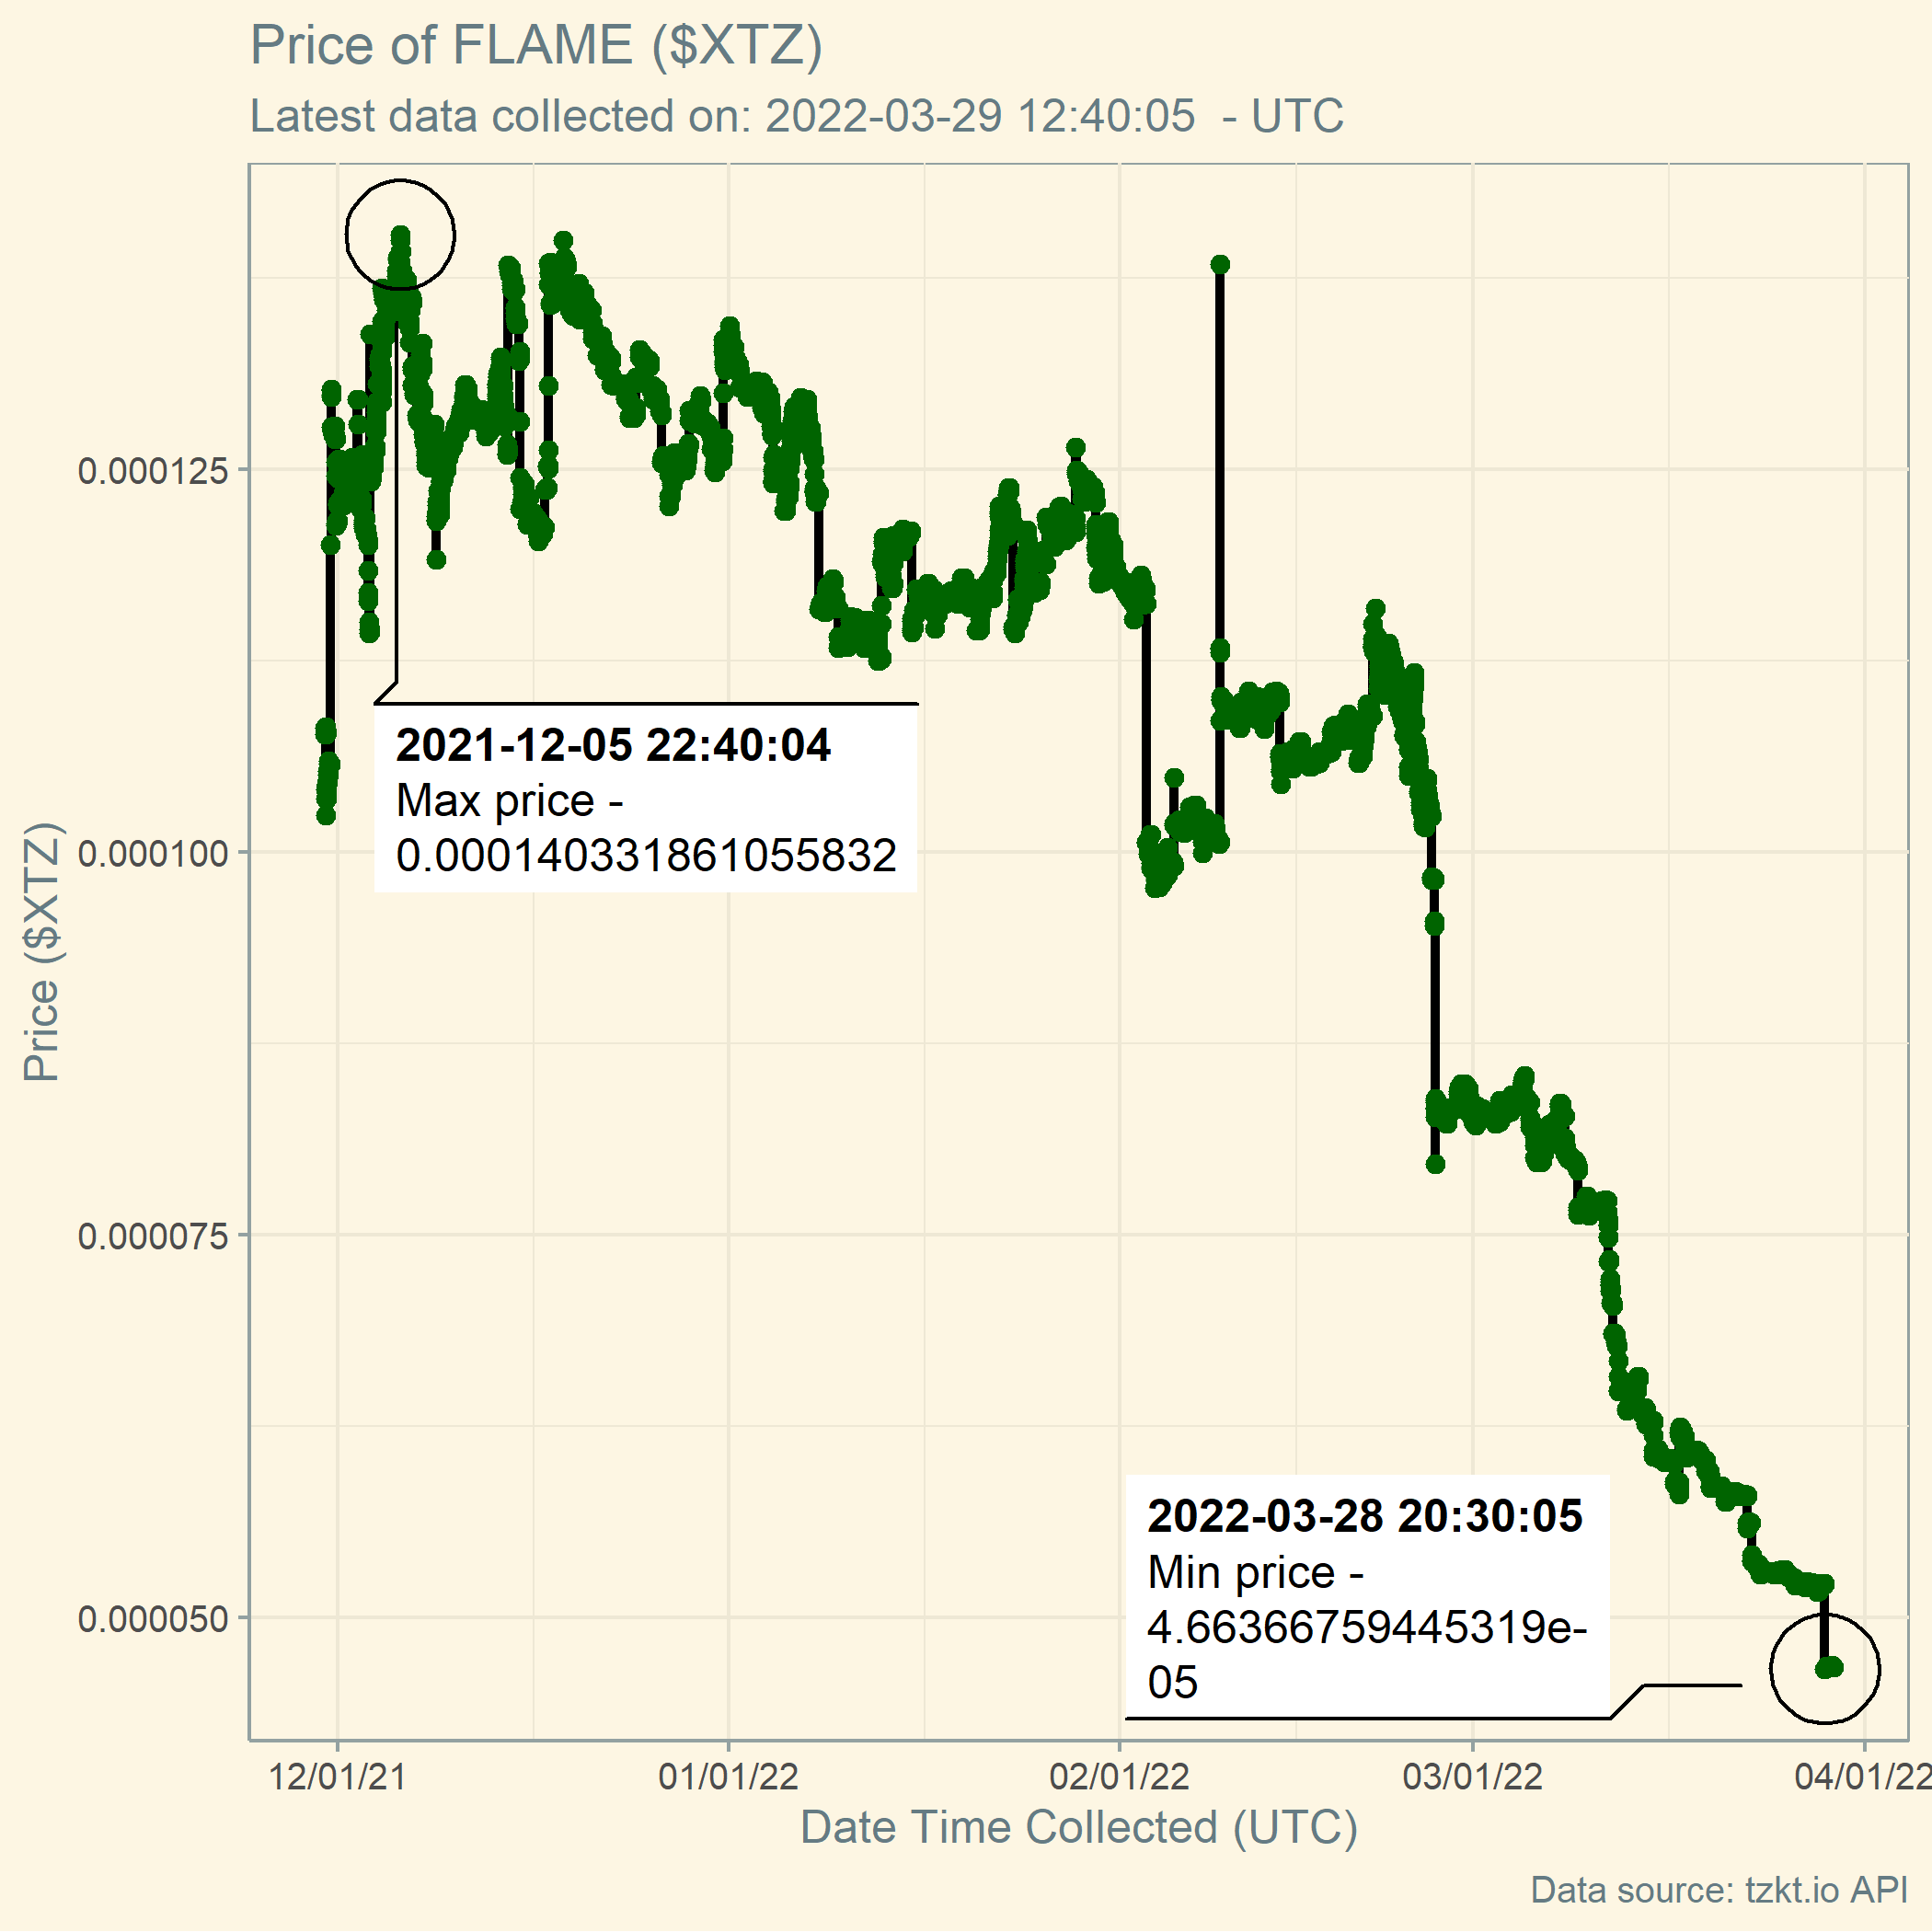 Price of FLAME ($XTZ)
Latest data collected on: 2022-03-29 12:40:05  - UTC
Price ($XTZ)
0.000125
0.000100
0.000075
0.000050
2021-12-05 22:40:04
Max price -
0.000140331861055832
2022-03-28 20:30:05
Min price -
4.66366759445319e-
05
12/01/21
01/01/22
02/01/22
03/01/22
04/01/22
Date Time Collected (UTC)
Data source: tzkt.io API